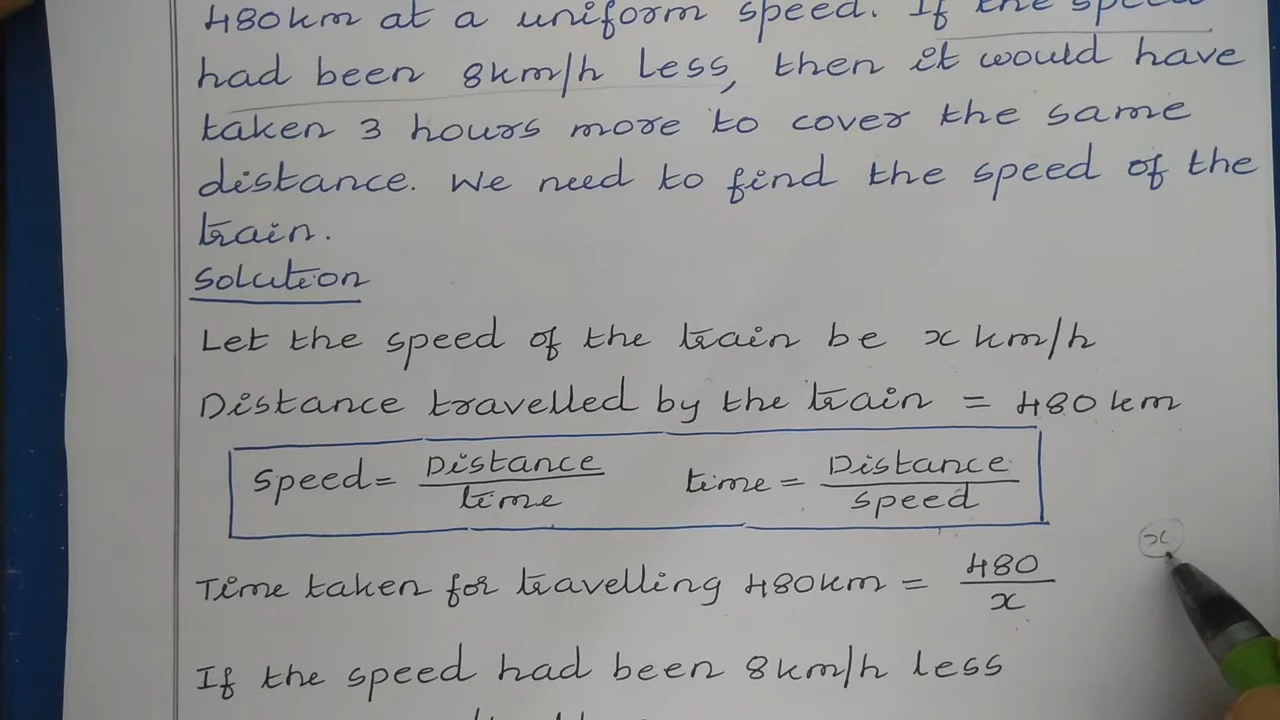 480km at a uniform speed. If the speed
had been 8km/h less, then it would have
taken 3 hours more to cover the same
distance. We need to find the speed of the
train.
Solution
Let the speed of the train be x km/h
Distance travelled by the train = 480km
Speed = Distance / time time = Distance / speed
Time taken for travelling 480km = 480 / x
x
If the speed had been 8km/h less